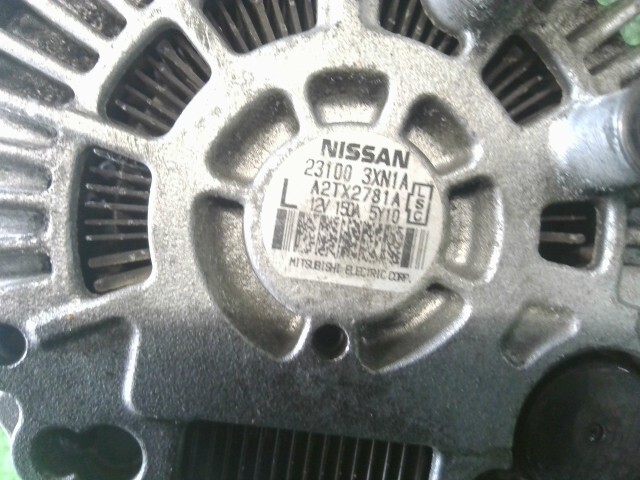 NISSAN
23100 3XN1A
L A2TX2781A L
S
12V 150A 5Y10 C
MITSUBISHI ELECTRIC CORP.